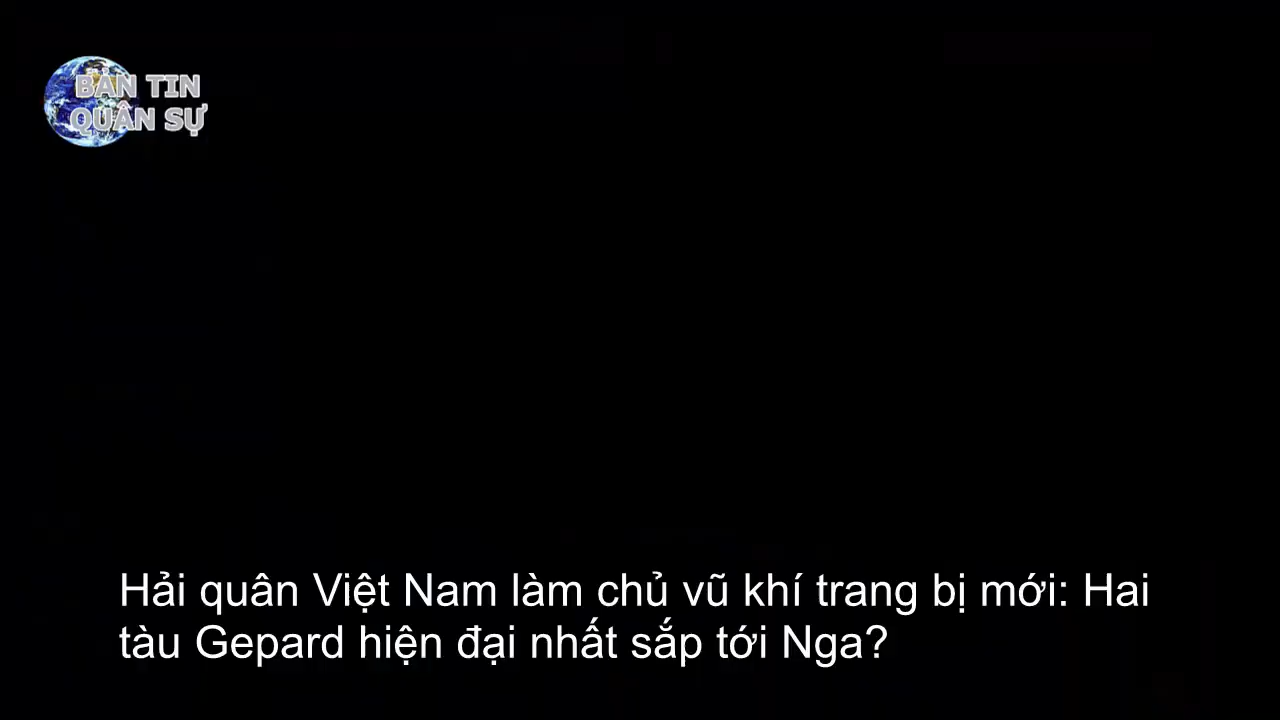 BẢN TIN
QUÂN SỰ
Hải quân Việt Nam làm chủ vũ khí trang bị mới: Hai
tàu Gepard hiện đại nhất sắp tới Nga?